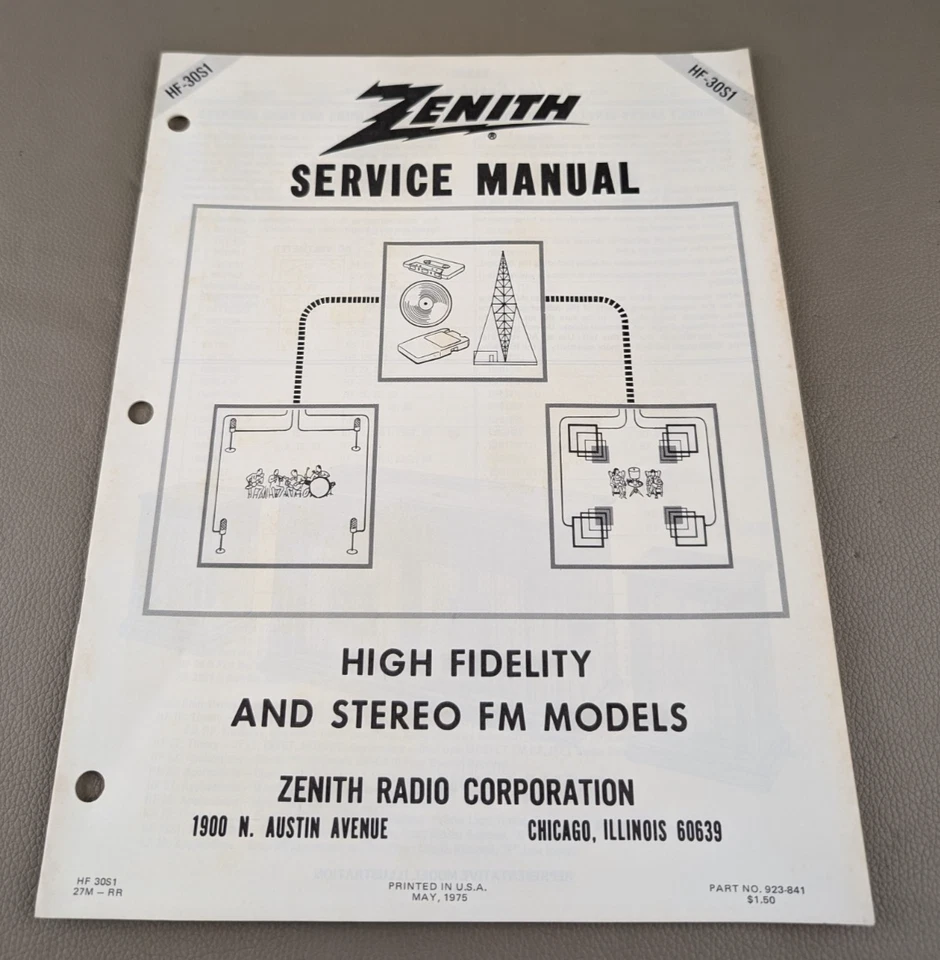 HF-30S1
HF-30S1
ZENITH
®
SERVICE MANUAL
HIGH FIDELITY
AND STEREO FM MODELS
ZENITH RADIO CORPORATION
1900 N. AUSTIN AVENUE CHICAGO, ILLINOIS 60639
HF 30S1
27M – RR
PRINTED IN U.S.A.
MAY, 1975
PART NO. 923-841
$1.50